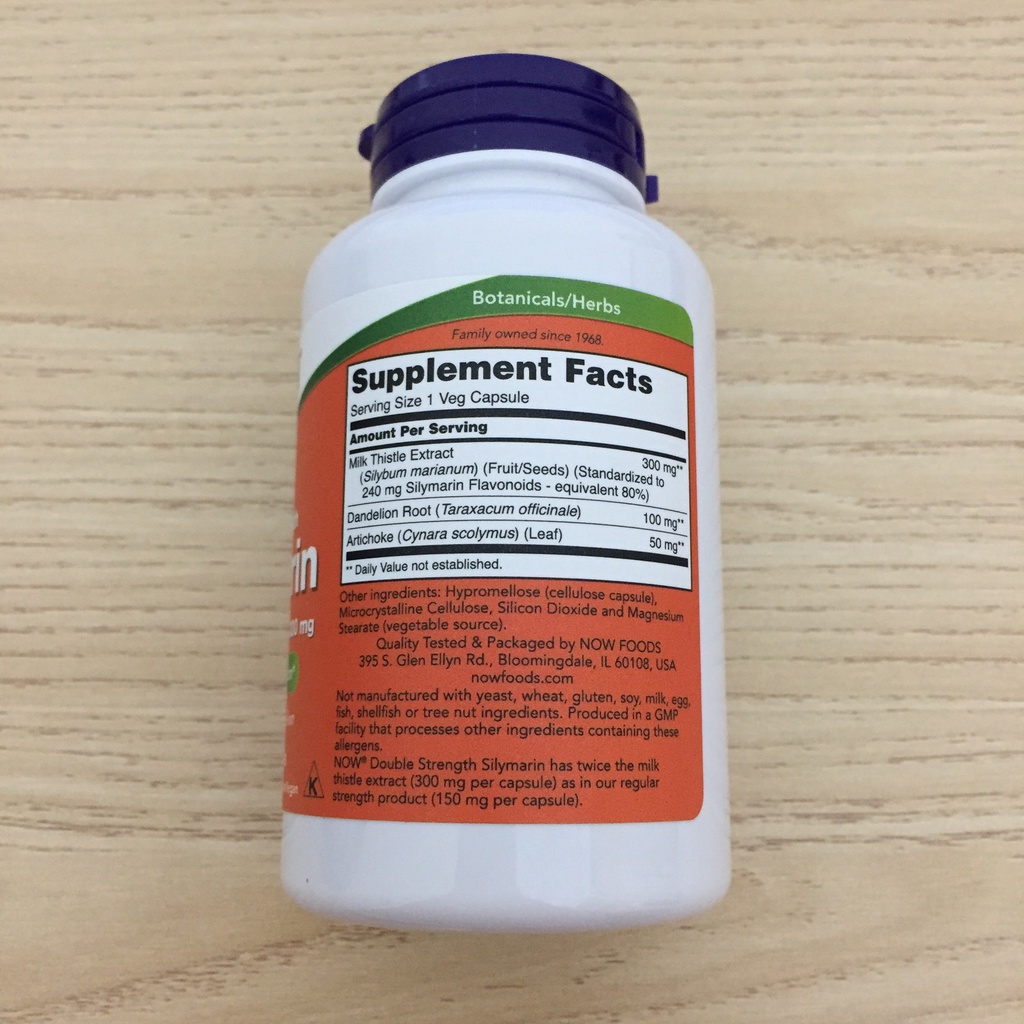 Botanicals/Herbs
Family owned since 1968.
Supplement Facts
Serving Size 1 Veg Capsule
Amount Per Serving
Milk Thistle Extract 300 mg**
(Silybum marianum) (Fruit/Seeds) (Standardized to
240 mg Silymarin Flavonoids - equivalent 80%)
Dandelion Root (Taraxacum officinale) 100 mg**
Artichoke (Cynara scolymus) (Leaf) 50 mg**
** Daily Value not established.
Other ingredients: Hypromellose (cellulose capsule),
Microcrystalline Cellulose, Silicon Dioxide and Magnesium
Stearate (vegetable source).
Quality Tested & Packaged by NOW FOODS
395 S. Glen Ellyn Rd., Bloomingdale, IL 60108, USA
nowfoods.com
Not manufactured with yeast, wheat, gluten, soy, milk, egg,
fish, shellfish or tree nut ingredients. Produced in a GMP
facility that processes other ingredients containing these
allergens.
NOW® Double Strength Silymarin has twice the milk
thistle extract (300 mg per capsule) as in our regular
strength product (150 mg per capsule).
rin
mg
K